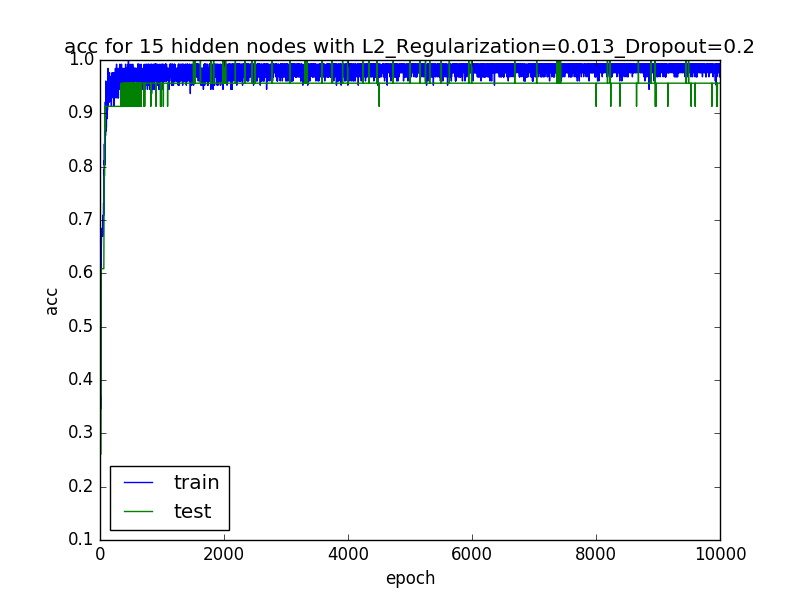 acc for 15 hidden nodes with L2_Regularization=0.013_Dropout=0.2
1.0
0.9
0.8
0.7
0.6
0.5
0.4
0.3
0.2
0.1
acc
train
test
0 2000 4000 6000 8000 10000
epoch